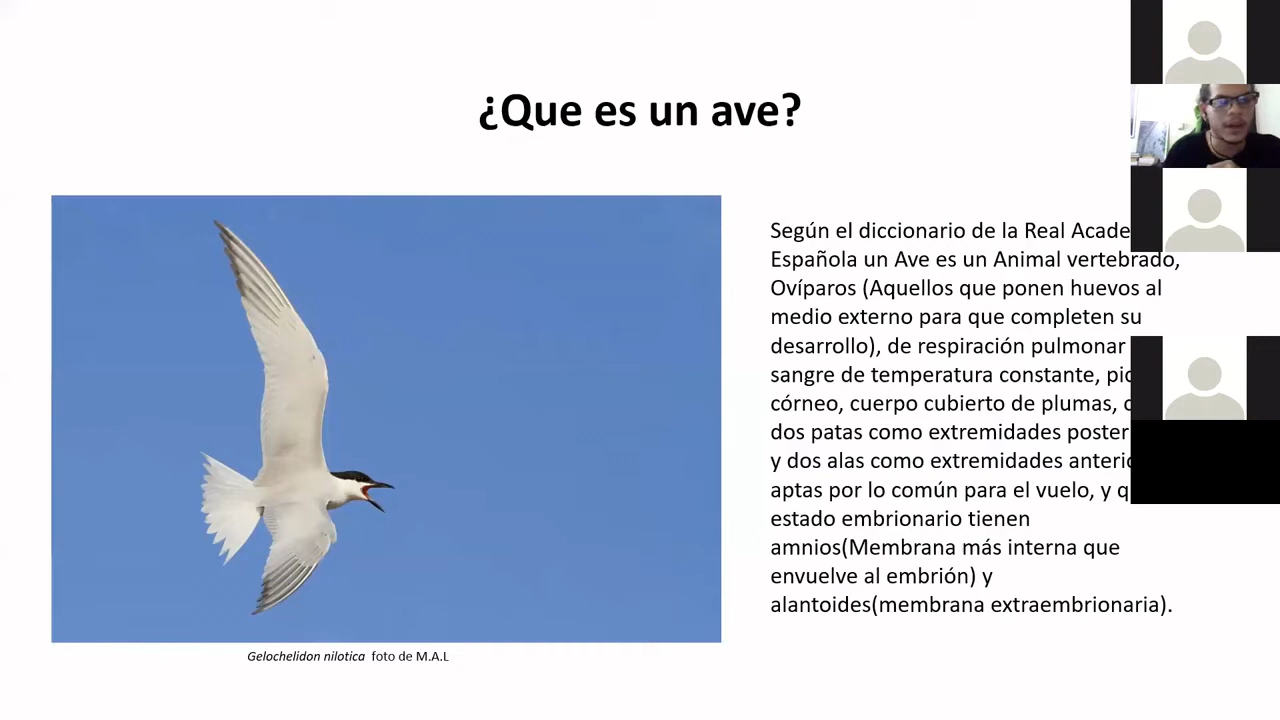 ¿Que es un ave?
Según el diccionario de la Real
Española un Ave es un Animal vertebrado,
Ovíparos (Aquellos que ponen huevos al
medio externo para que completen su
desarrollo), de respiración pulmonar
sangre de temperatura constante,
córneo, cuerpo cubierto de plumas,
dos patas como extremidades
y dos alas como extremidades
aptas por lo común para el vuelo, y
estado embrionario tienen
amnios(Membrana más interna que
envuelve al embrión) y
alantoides(membrana extraembrionaria).
Gelochelidon nilotica foto de M.A.L